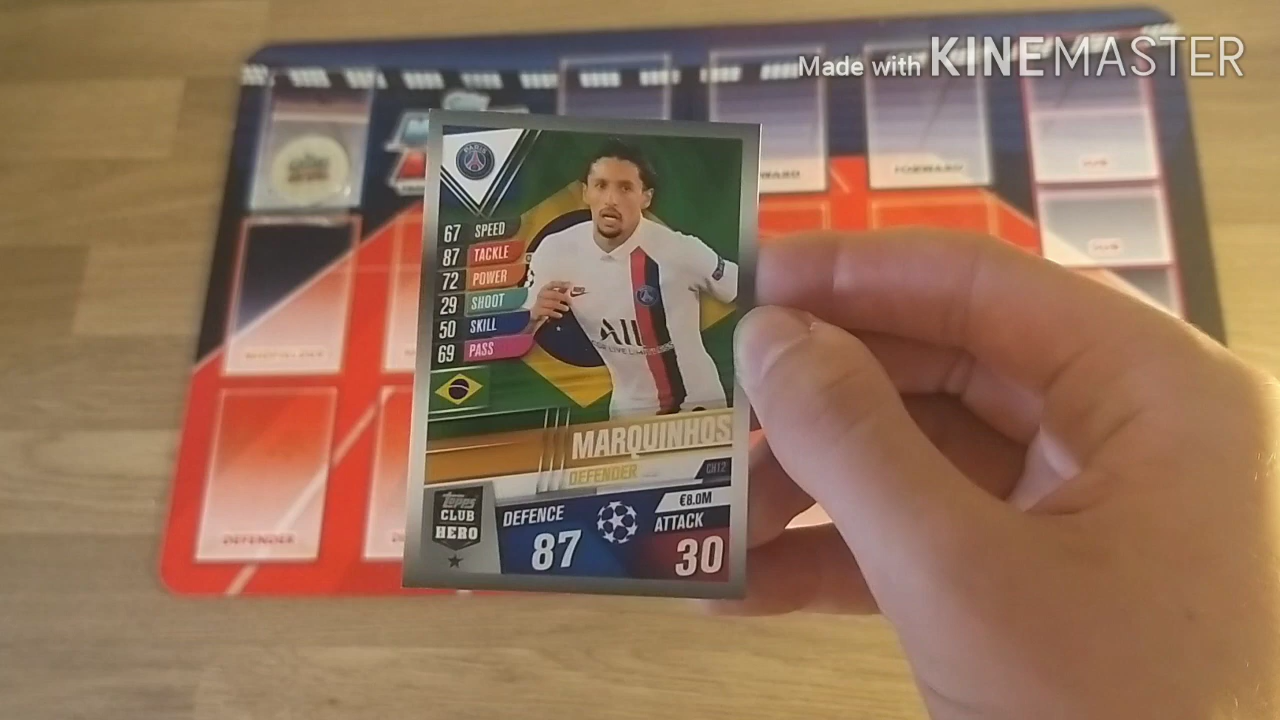 Made with KINEMASTER
FORWARD
PARIS
67 SPEED
87 TACKLE
72 POWER
29 SHOOT
50 SKILL
69 PASS
ALL
MARQUINHOS
DEFENDER
CH12
€8.0M
Topps
CLUB
HERO
DEFENCE
87
ATTACK
30
DEFENDER